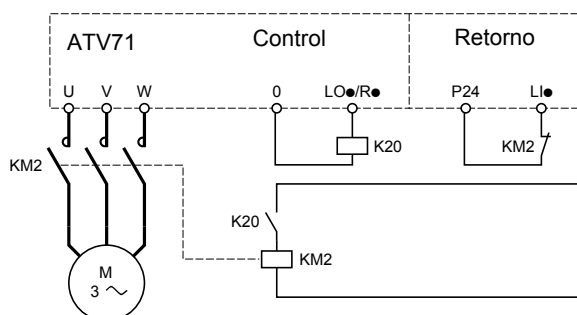 ATV71 Control Retorno
U V W 0 LO●/R● P24 LI●
K20 KM2
KM2
K20
KM2
M
3